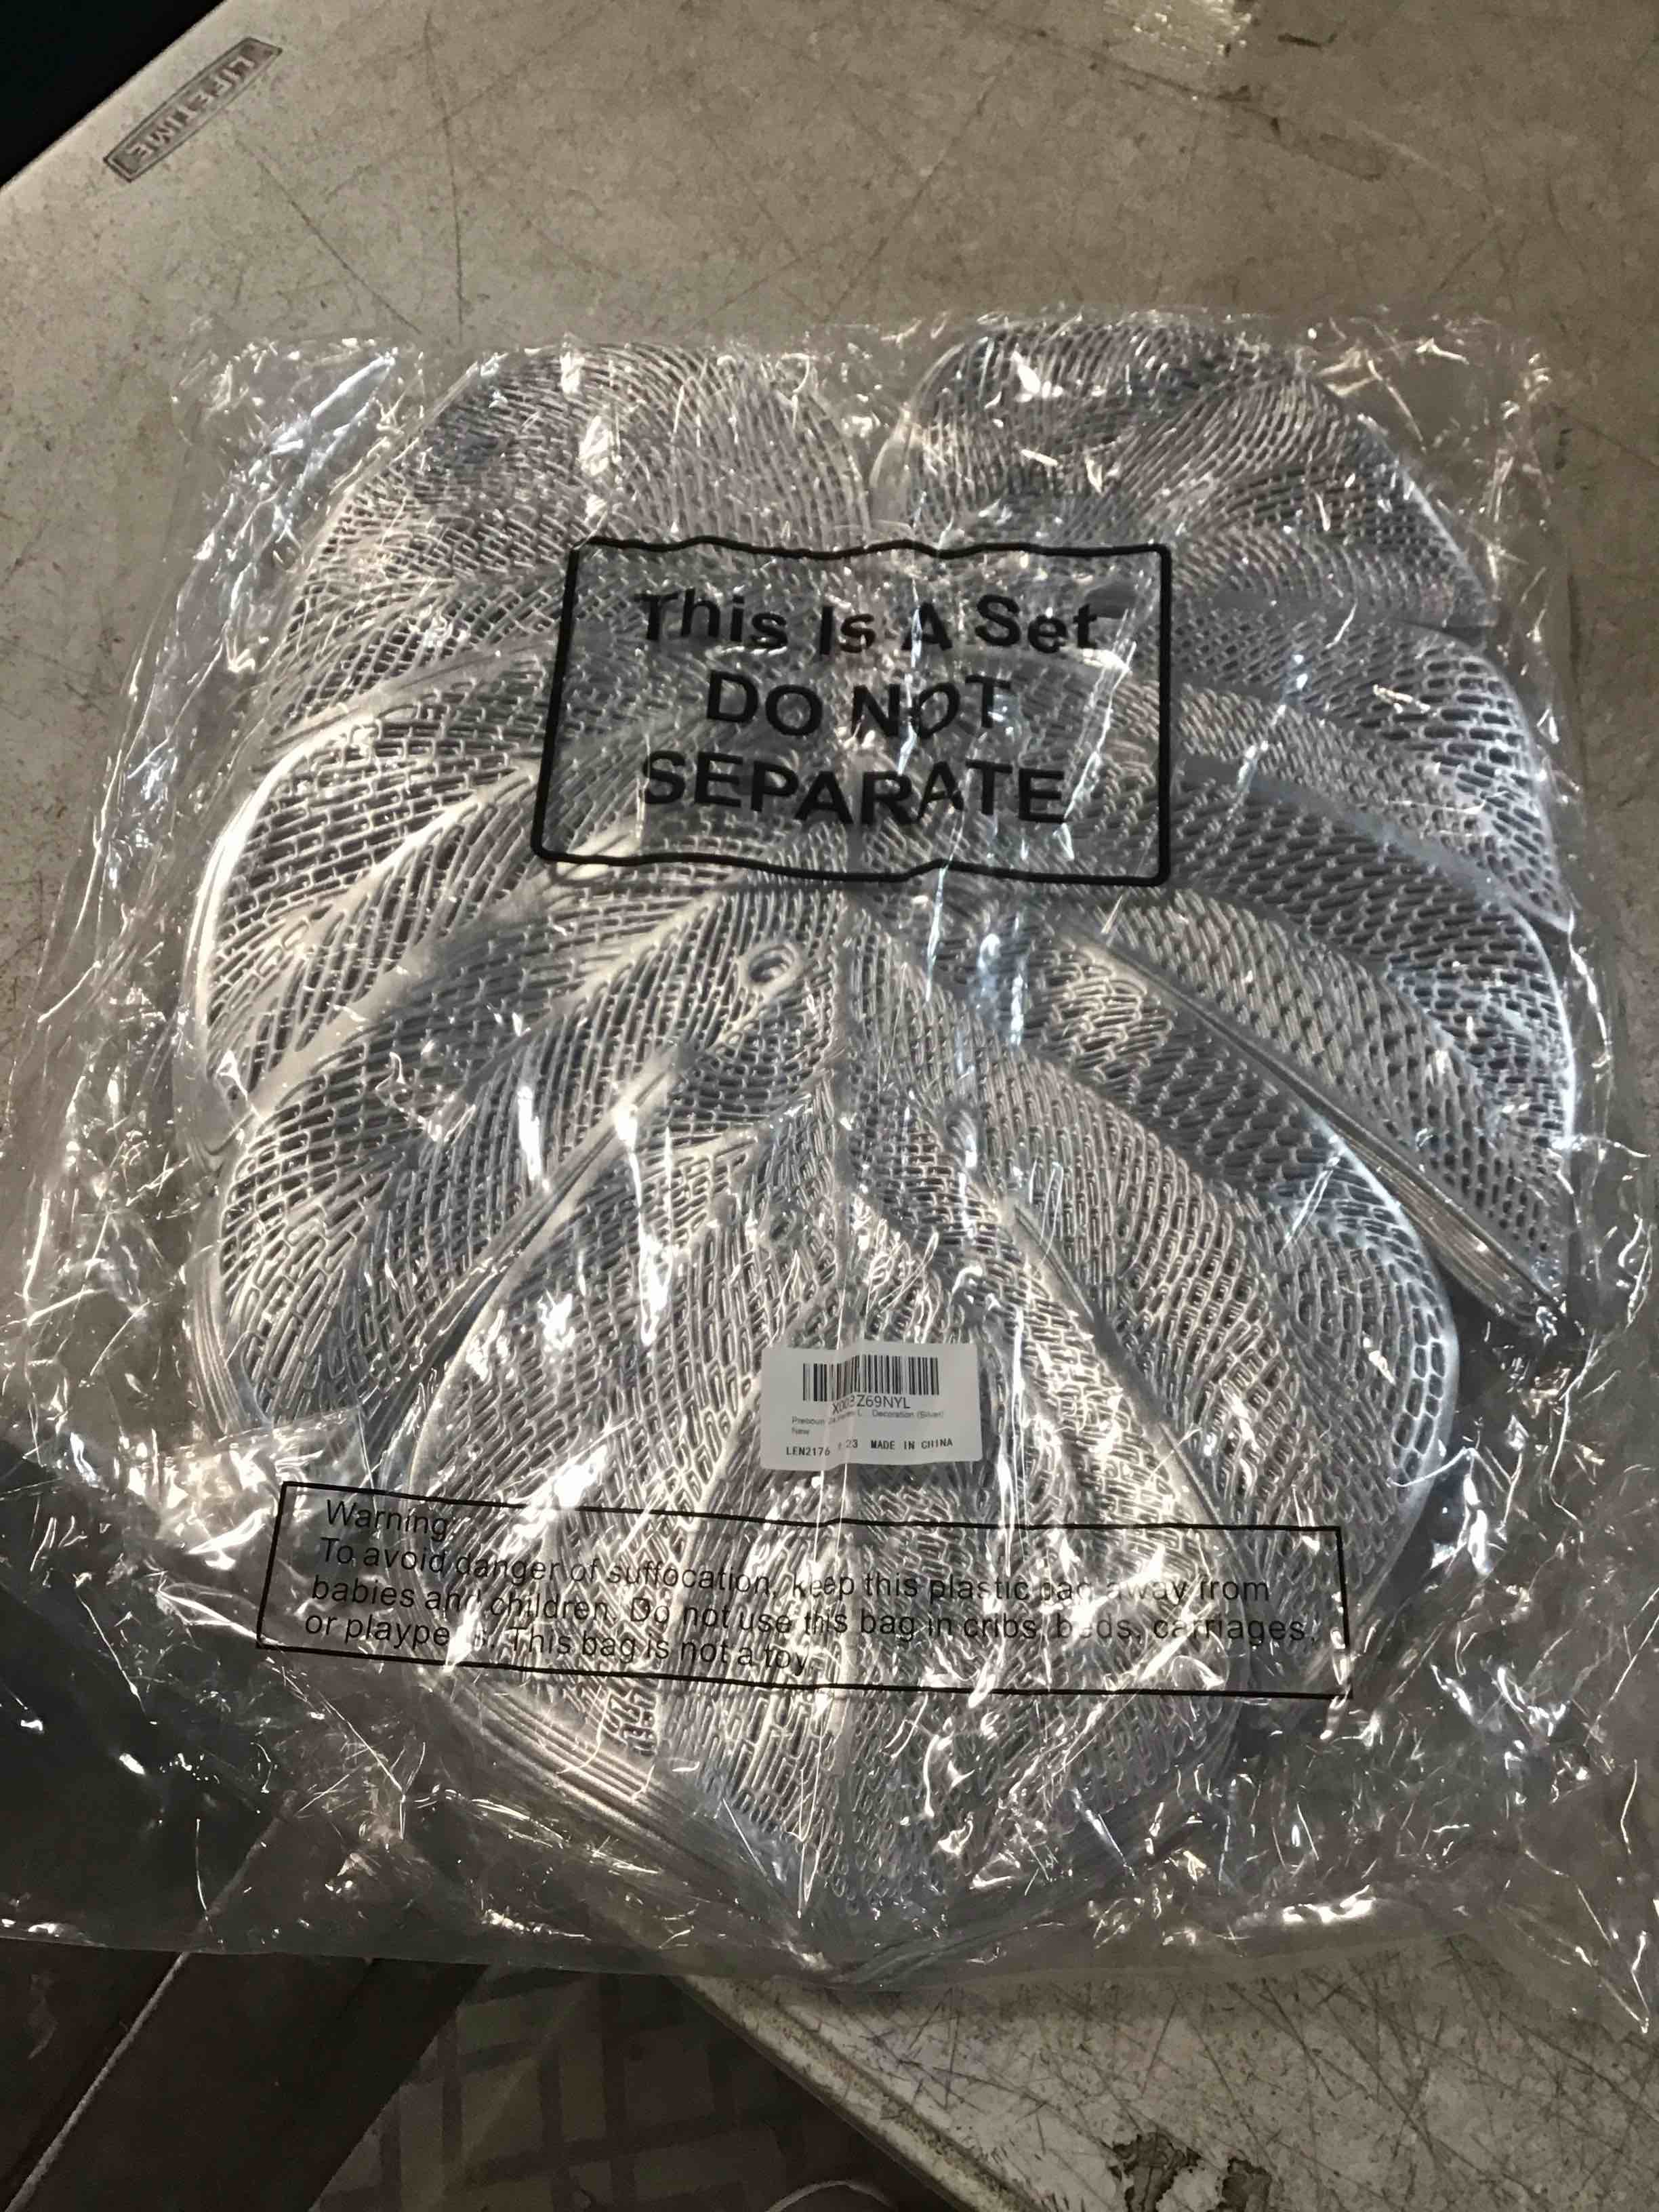 LIFETIME
This Is A Set
DO NOT
SEPARATE
Z69NYL
Decoration (Silver)
New
LEN2176 23 MADE IN CHINA
Warning:
To avoid danger of suffocation, keep this plastic bag away from
babies and children. Do not use this bag in cribs, beds, carriages,
or playpens. This bag is not a toy.